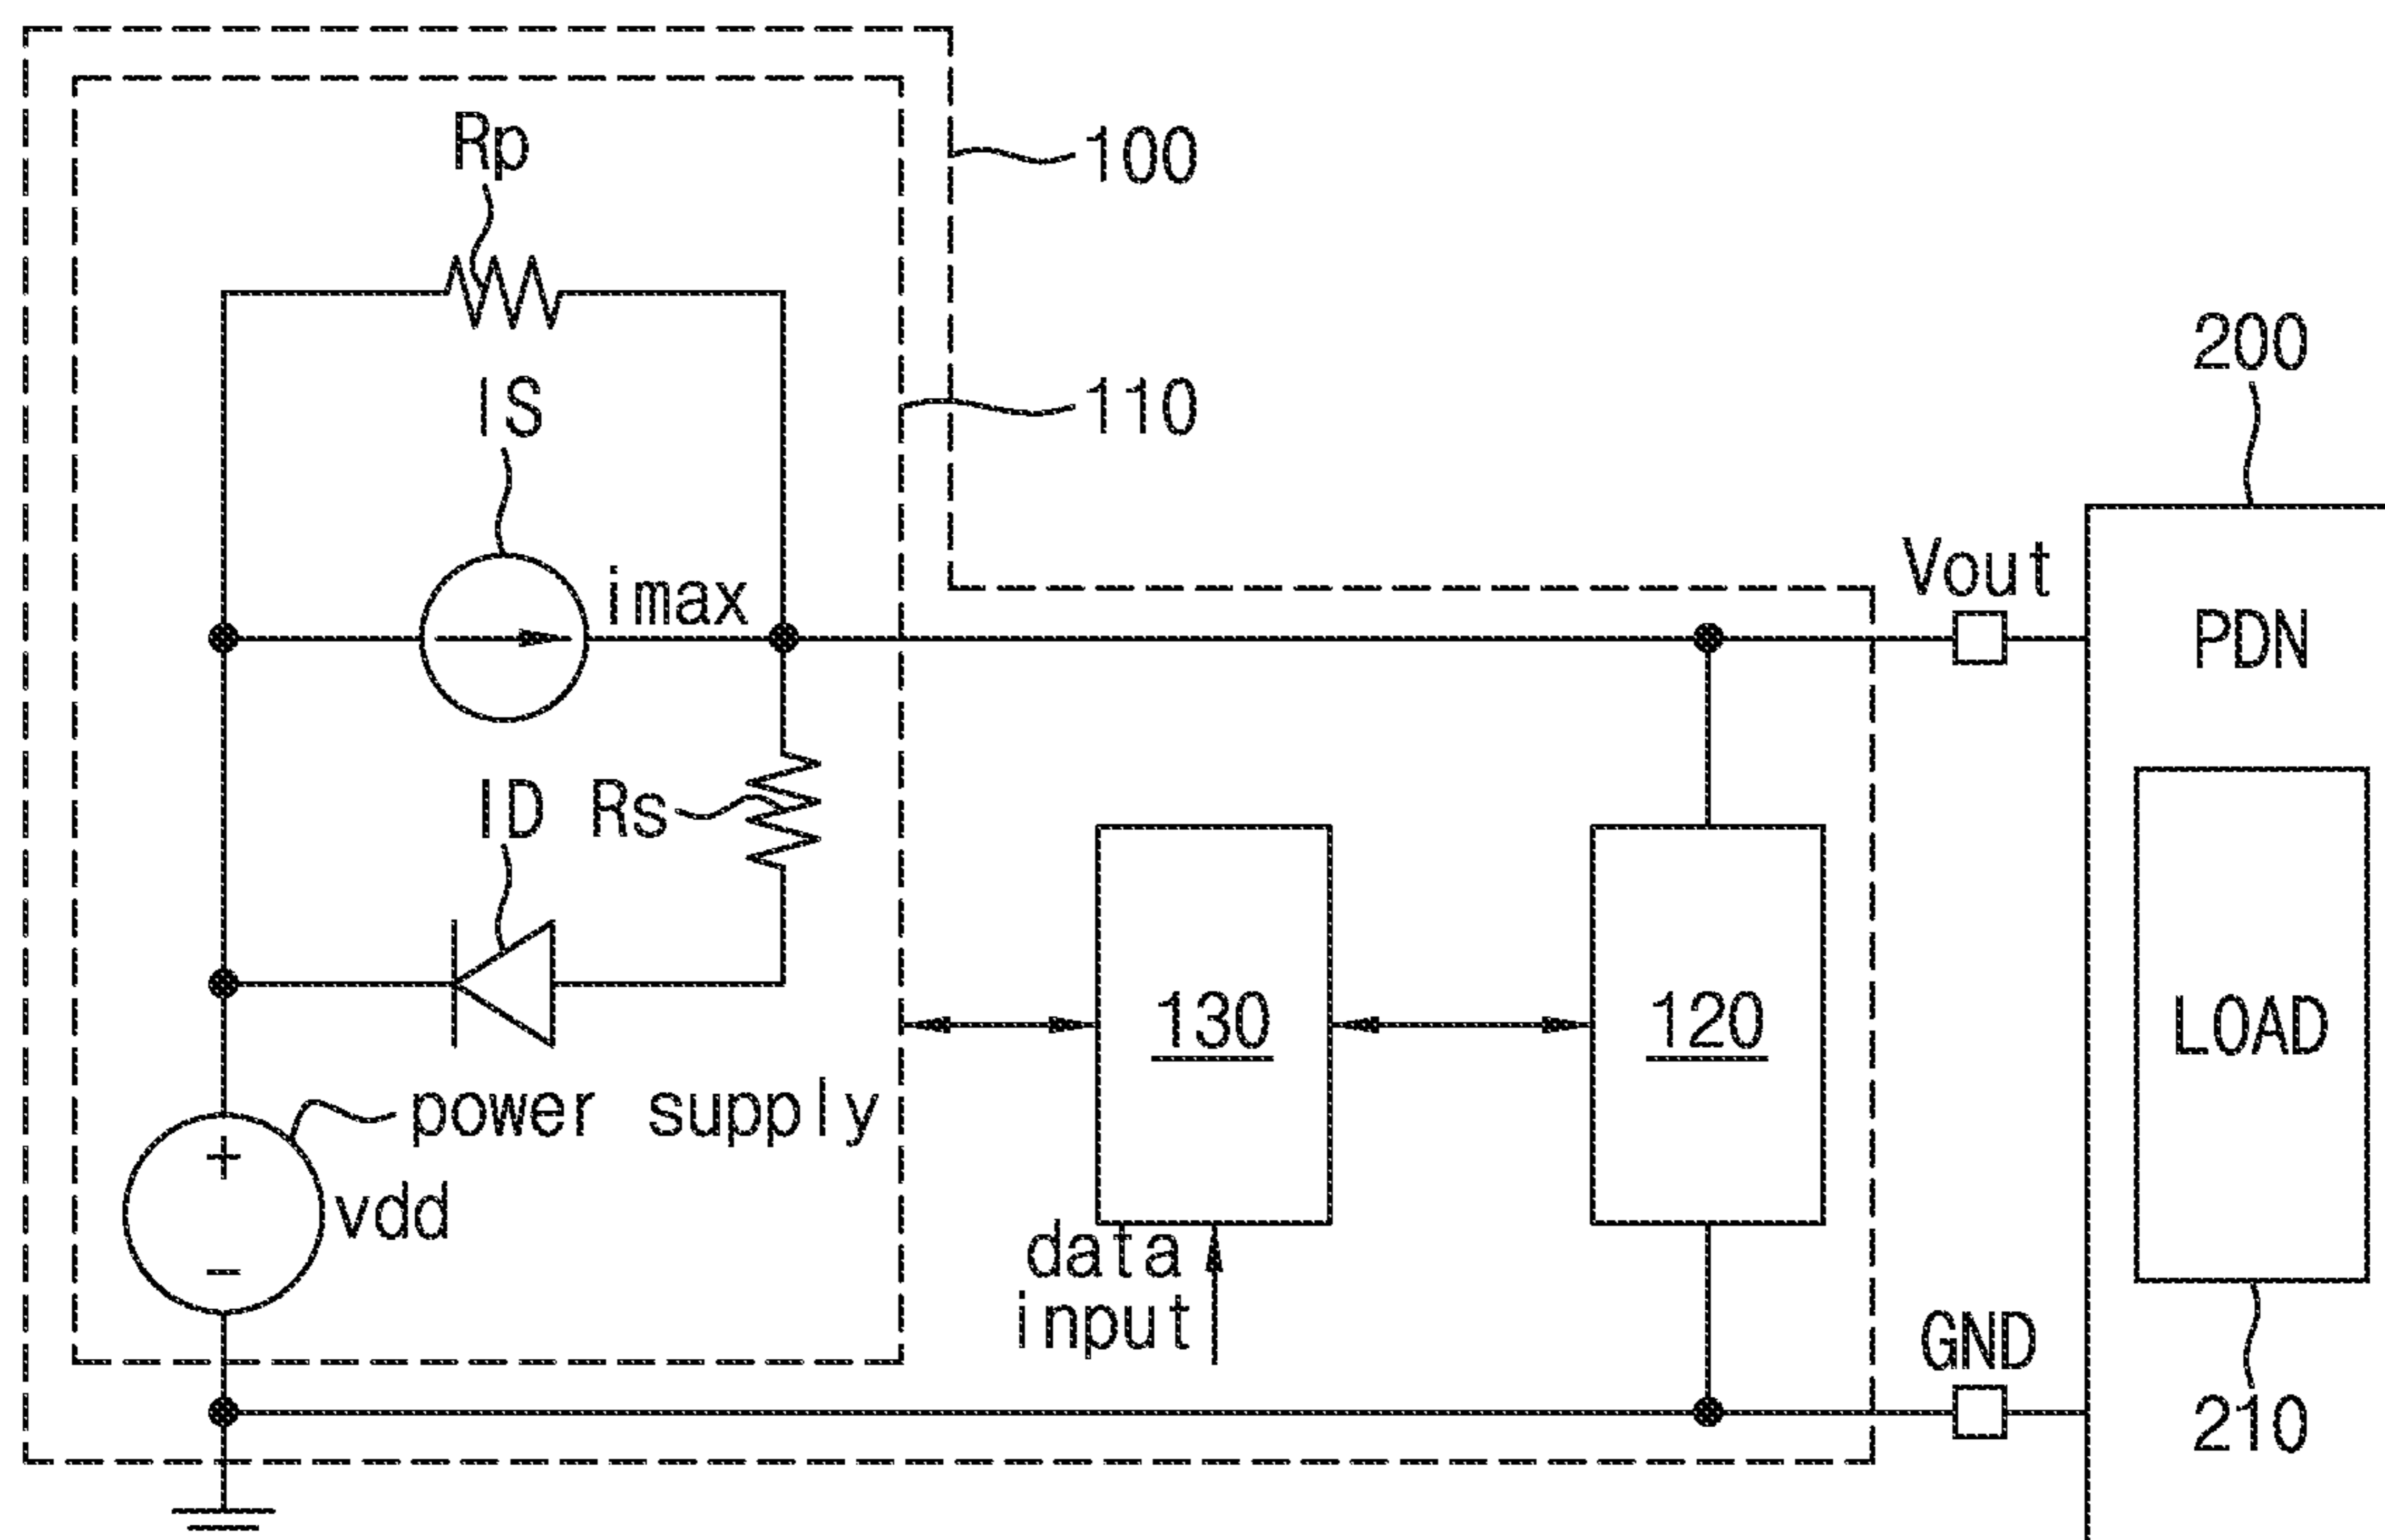 Rp
100
IS
110
200
imax
Vout
PDN
ID
Rs
130
120
LOAD
power supply
+
vdd
−
data
input
GND
210